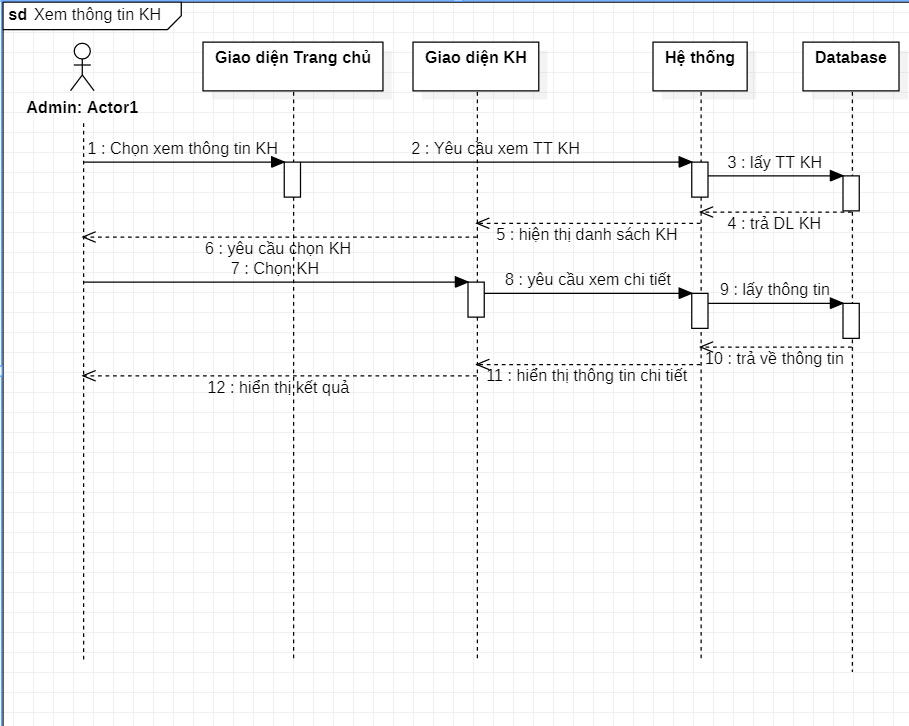 sd Xem thông tin KH
Giao diện Trang chủ
Giao diện KH
Hệ thống
Database
Admin: Actor1
1 : Chọn xem thông tin KH
2 : Yêu cầu xem TT KH
3 : lấy TT KH
4 : trả DL KH
5 : hiện thị danh sách KH
6 : yêu cầu chọn KH
7 : Chọn KH
8 : yêu cầu xem chi tiết
9 : lấy thông tin
10 : trả về thông tin
11 : hiển thị thông tin chi tiết
12 : hiển thị kết quả